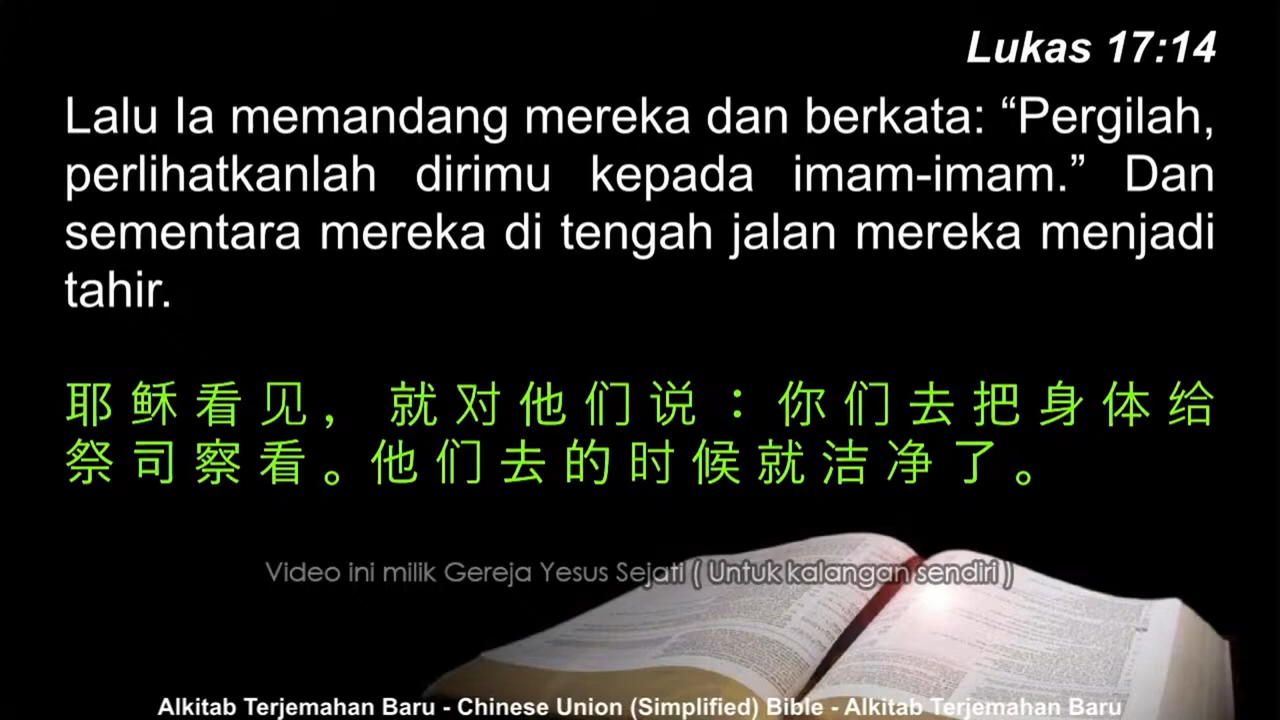 Lukas 17:14
Lalu Ia memandang mereka dan berkata: “Pergilah,
perlihatkanlah dirimu kepada imam-imam.” Dan
sementara mereka di tengah jalan mereka menjadi
tahir.
耶稣看见，就对他们说：你们去把身体给
祭司察看。他们去的时候就洁净了。
Video ini milik Gereja Yesus Sejati ( Untuk kalangan sendiri )
Alkitab Terjemahan Baru - Chinese Union (Simplified) Bible - Alkitab Terjemahan Baru